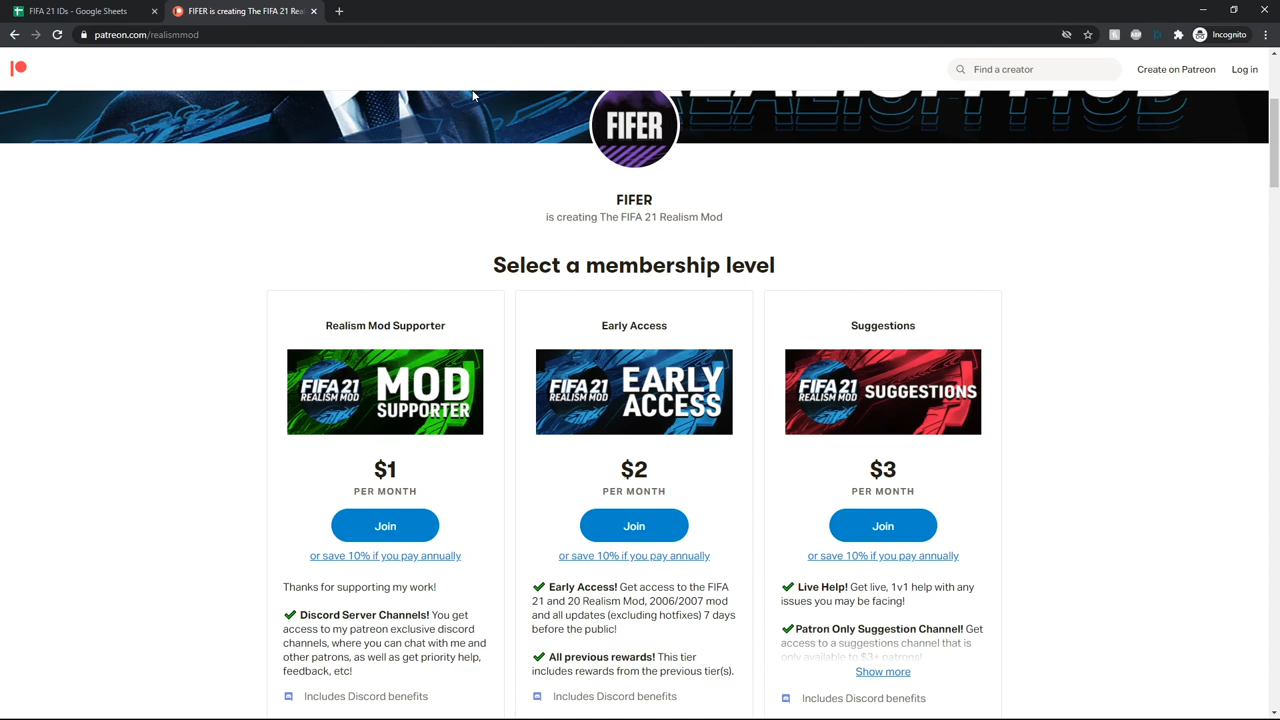 FIFA 21 IDs - Google Sheets
FIFER is creating The FIFA 21 Rea
patreon.com/realismmod
Incognito
Find a creator
Create on Patreon
Log in
REALISM MOD
FIFER
FIFER
is creating The FIFA 21 Realism Mod
Select a membership level
Realism Mod Supporter
FIFA 21
REALISM MOD
MOD
SUPPORTER
$1
PER MONTH
Join
or save 10% if you pay annually
Thanks for supporting my work!
Discord Server Channels! You get
access to my patreon exclusive discord
channels, where you can chat with me and
other patrons, as well as get priority help,
feedback, etc!
Includes Discord benefits
Early Access
FIFA 21
REALISM MOD
EARLY
ACCESS
$2
PER MONTH
Join
or save 10% if you pay annually
Early Access! Get access to the FIFA
21 and 20 Realism Mod, 2006/2007 mod
and all updates (excluding hotfixes) 7 days
before the public!
All previous rewards! This tier
includes rewards from the previous tier(s).
Includes Discord benefits
Suggestions
FIFA 21
REALISM MOD
SUGGESTIONS
$3
PER MONTH
Join
or save 10% if you pay annually
Live Help! Get live, 1v1 help with any
issues you may be facing!
Patron Only Suggestion Channel! Get
access to a suggestions channel that is
only available to $3+ patrons!
Show more
Includes Discord benefits